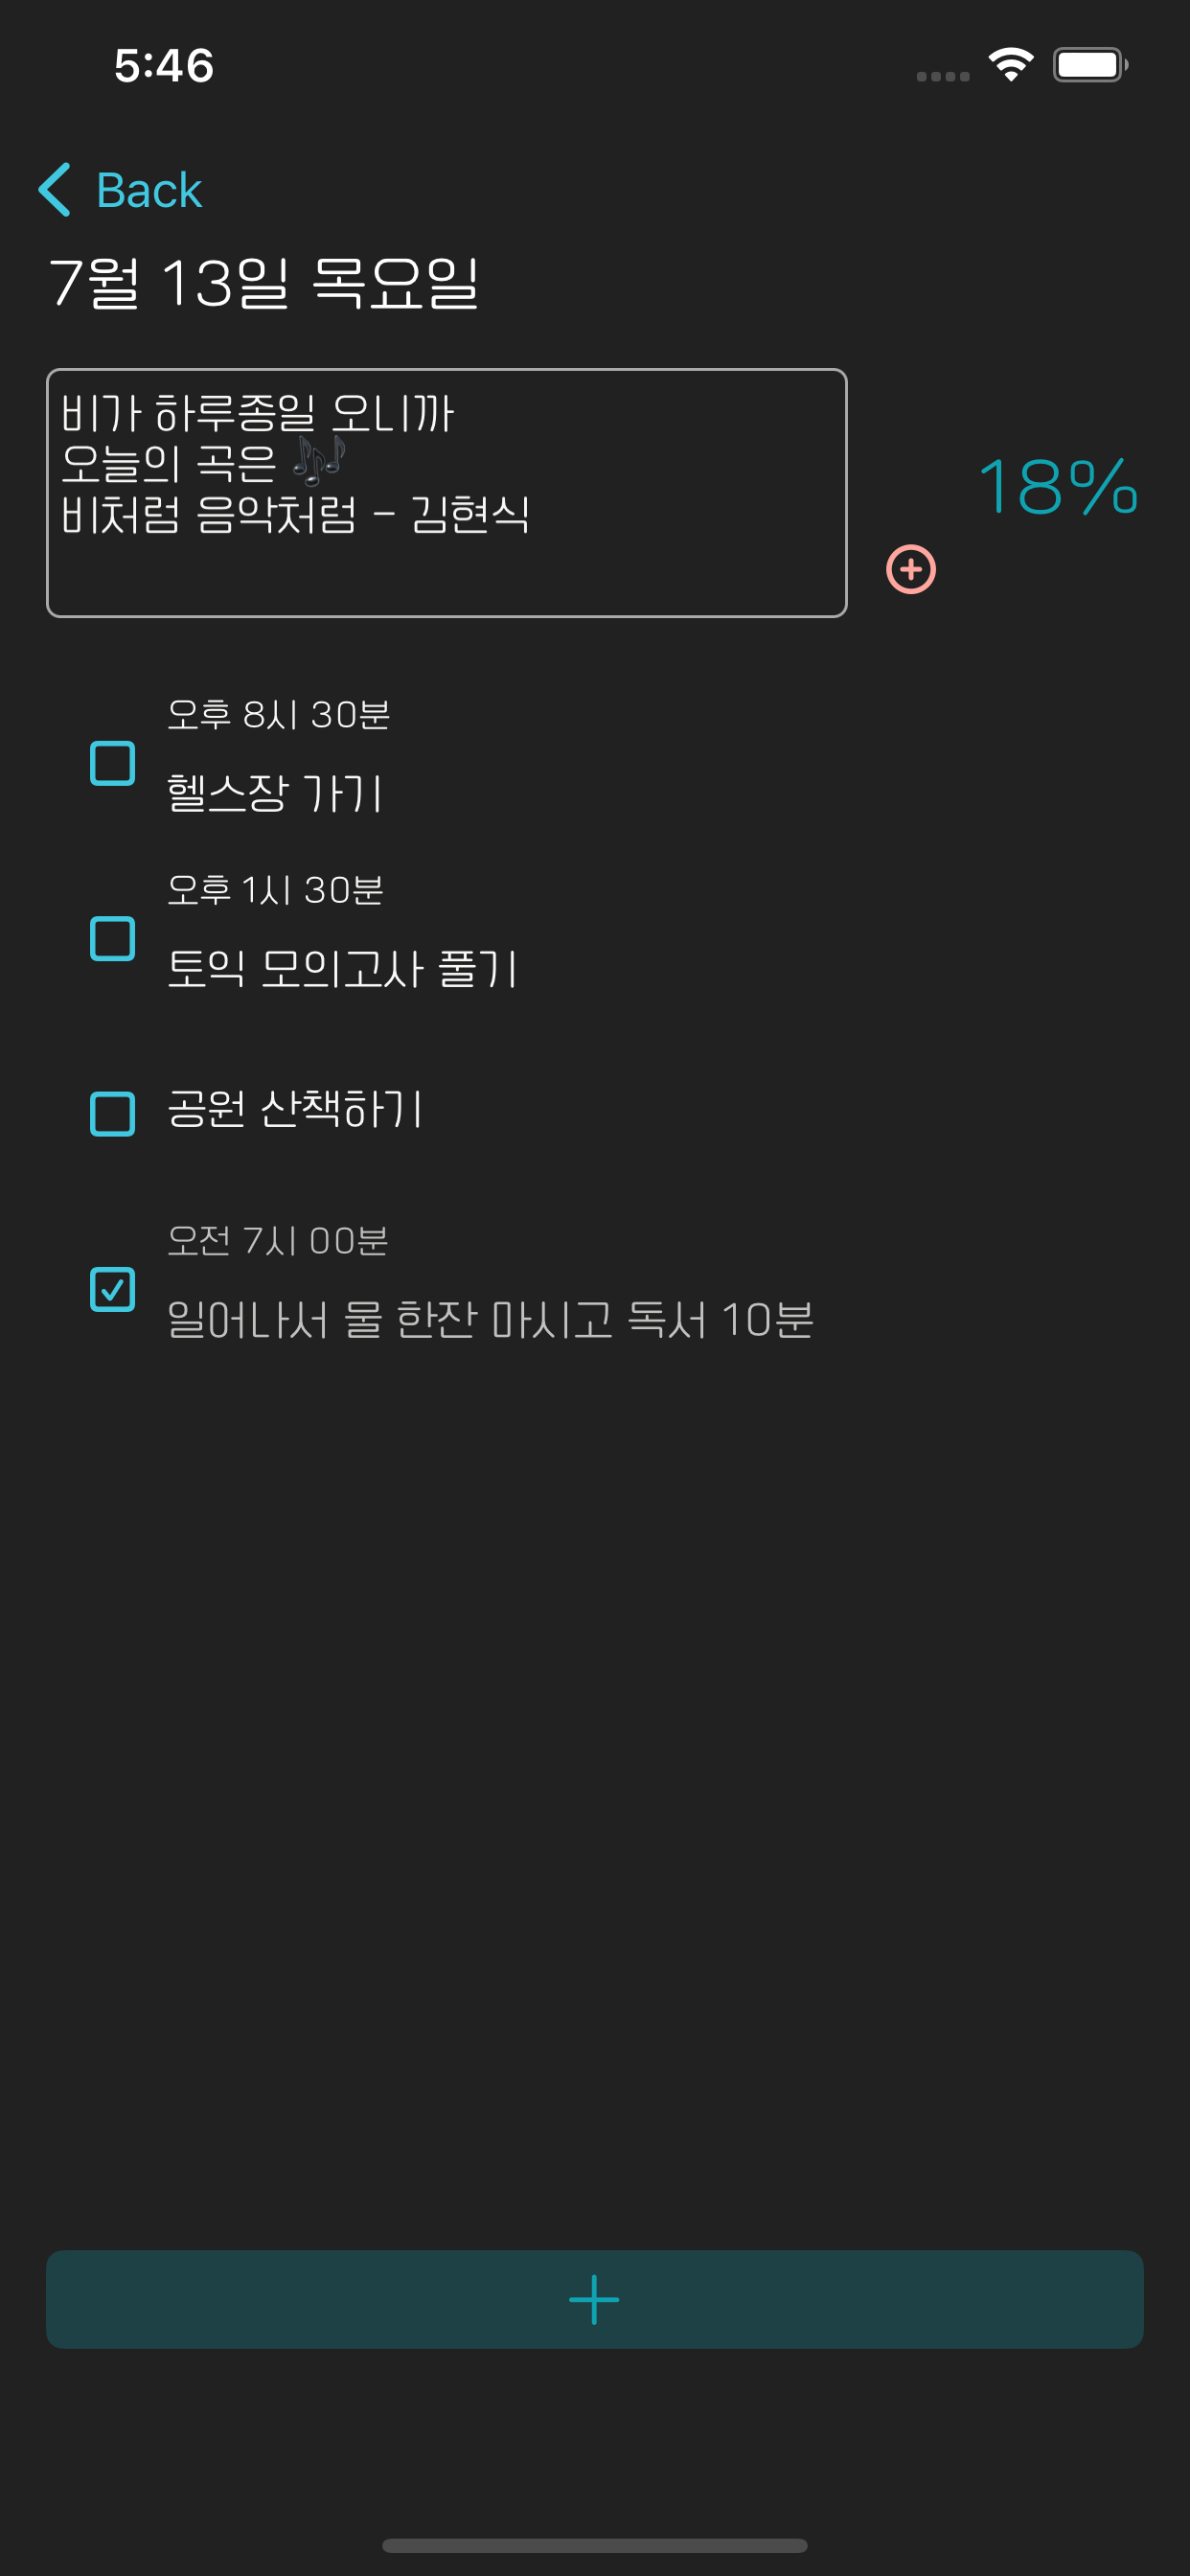 5:46
Back
7월 13일 목요일
비가 하루종일 오니까
오늘의 곡은 🎶
비처럼 음악처럼 - 김현식
18%
오후 8시 30분
헬스장 가기
오후 1시 30분
토익 모의고사 풀기
공원 산책하기
오전 7시 00분
일어나서 물 한잔 마시고 독서 10분